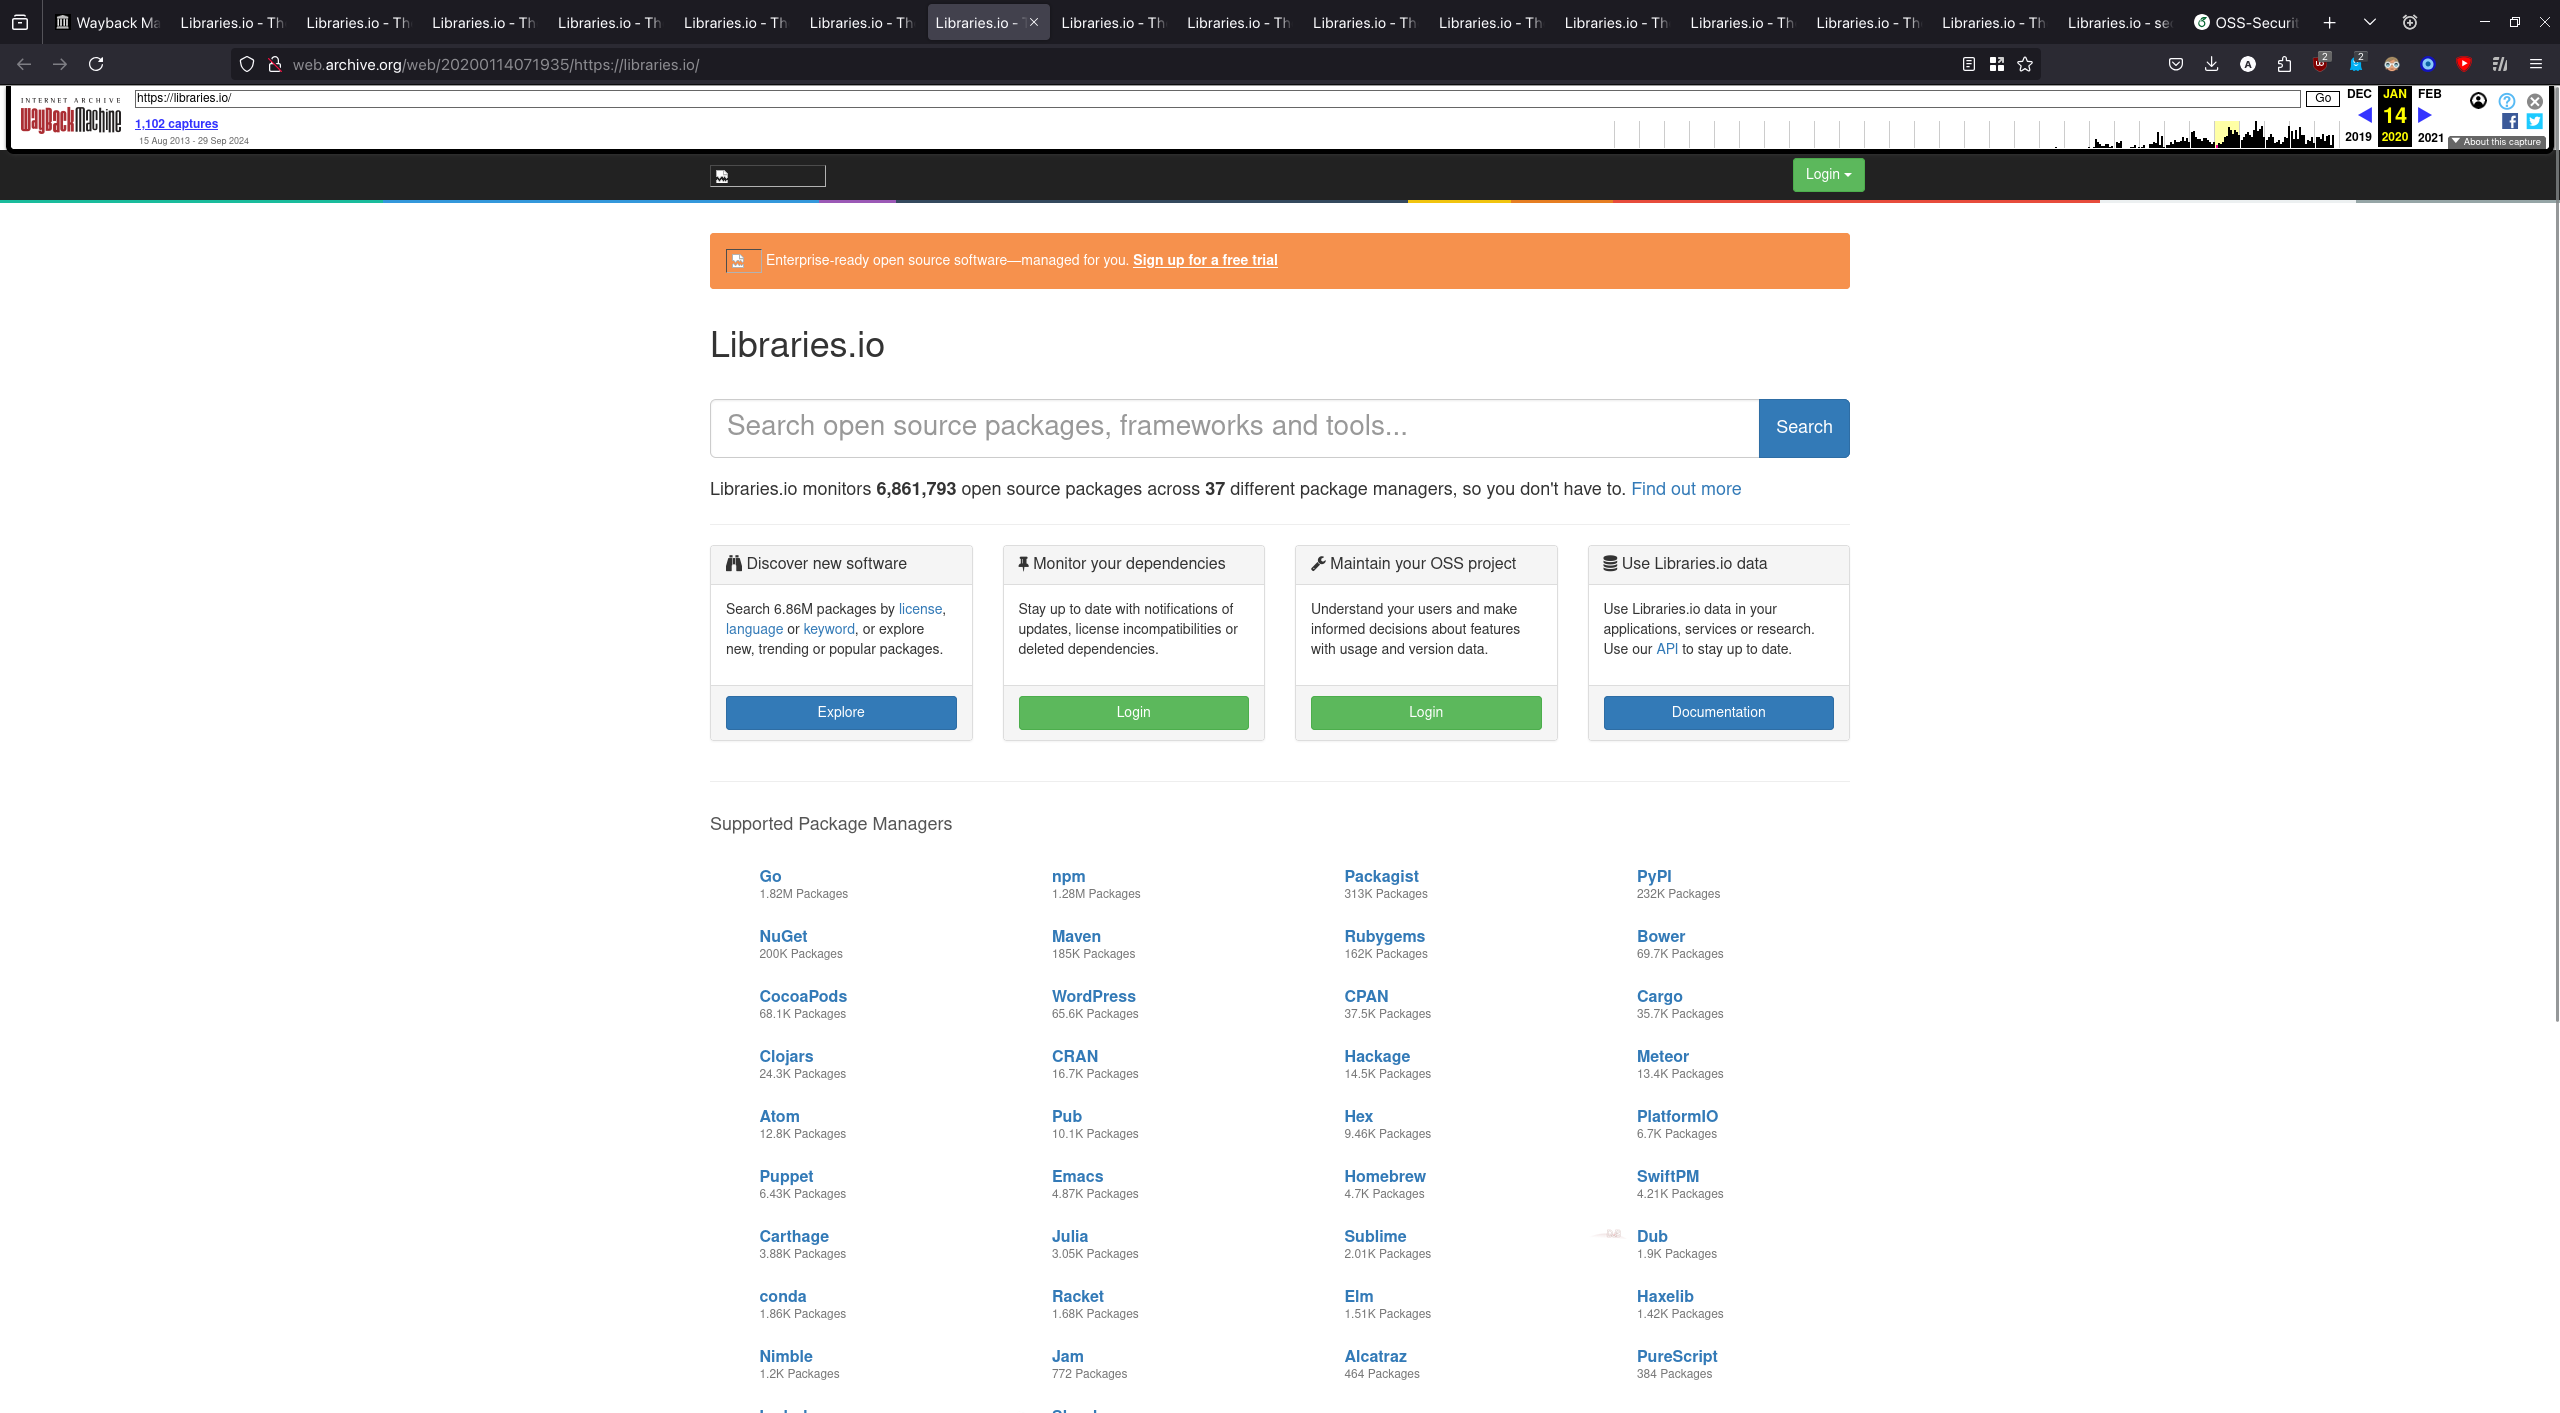 Wayback Ma
Libraries.io - Th
Libraries.io - Th
Libraries.io - Th
Libraries.io - Th
Libraries.io - Th
Libraries.io - Th
Libraries.io -
Libraries.io - Th
Libraries.io - Th
Libraries.io - Th
Libraries.io - Th
Libraries.io - Th
Libraries.io - Th
Libraries.io - Th
Libraries.io - Th
Libraries.io - se
OSS-Securit
web.archive.org/web/20200114071935/https://libraries.io/
2
2
INTERNET ARCHIVE
WayBackMachine
https://libraries.io/
Go
1,102 captures
15 Aug 2013 - 29 Sep 2024
DEC JAN FEB
14
2019 2020 2021
About this capture
Login
Enterprise-ready open source software—managed for you. Sign up for a free trial
Libraries.io
Search open source packages, frameworks and tools...
Search
Libraries.io monitors 6,861,793 open source packages across 37 different package managers, so you don't have to. Find out more
Discover new software
Search 6.86M packages by license,
language or keyword, or explore
new, trending or popular packages.
Explore
Monitor your dependencies
Stay up to date with notifications of
updates, license incompatibilities or
deleted dependencies.
Login
Maintain your OSS project
Understand your users and make
informed decisions about features
with usage and version data.
Login
Use Libraries.io data
Use Libraries.io data in your
applications, services or research.
Use our API to stay up to date.
Documentation
Supported Package Managers
Go
1.82M Packages
npm
1.28M Packages
Packagist
313K Packages
PyPI
232K Packages
NuGet
200K Packages
Maven
185K Packages
Rubygems
162K Packages
Bower
69.7K Packages
CocoaPods
68.1K Packages
WordPress
65.6K Packages
CPAN
37.5K Packages
Cargo
35.7K Packages
Clojars
24.3K Packages
CRAN
16.7K Packages
Hackage
14.5K Packages
Meteor
13.4K Packages
Atom
12.8K Packages
Pub
10.1K Packages
Hex
9.46K Packages
PlatformIO
6.7K Packages
Puppet
6.43K Packages
Emacs
4.87K Packages
Homebrew
4.7K Packages
SwiftPM
4.21K Packages
Carthage
3.88K Packages
Julia
3.05K Packages
Sublime
2.01K Packages
Dub
1.9K Packages
conda
1.86K Packages
Racket
1.68K Packages
Elm
1.51K Packages
Haxelib
1.42K Packages
Nimble
1.2K Packages
Jam
772 Packages
Alcatraz
464 Packages
PureScript
384 Packages